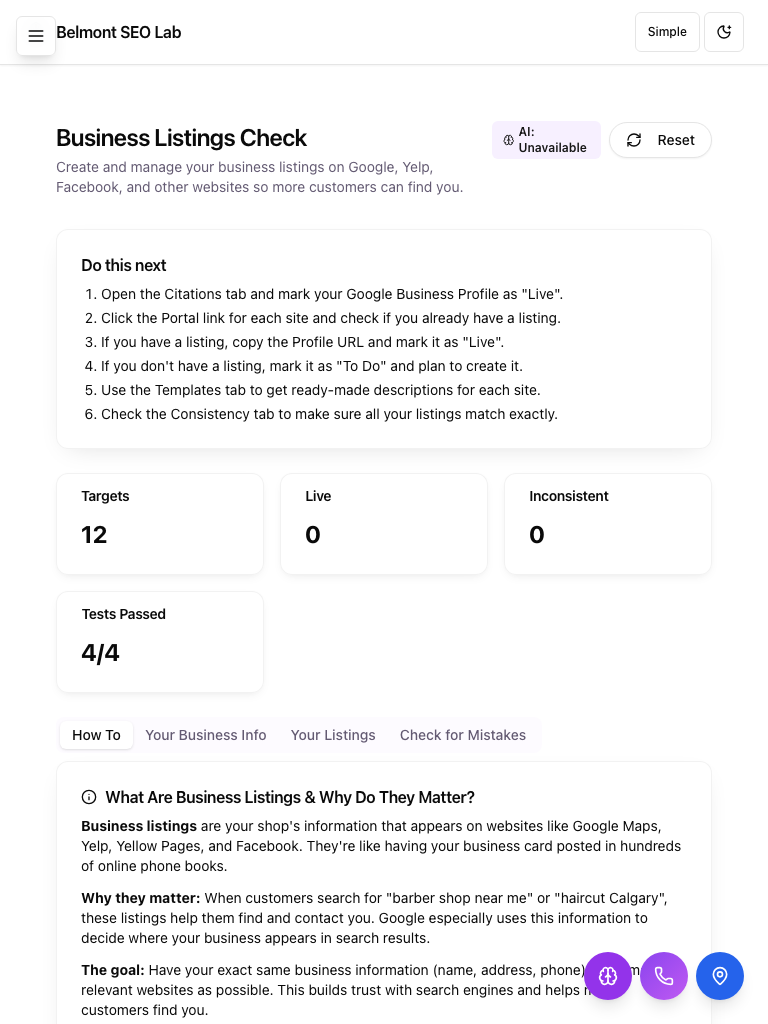 Belmont SEO Lab
Simple
Business Listings Check
AI:
Unavailable
Reset
Create and manage your business listings on Google, Yelp,
Facebook, and other websites so more customers can find you.
Do this next
1. Open the Citations tab and mark your Google Business Profile as "Live".
2. Click the Portal link for each site and check if you already have a listing.
3. If you have a listing, copy the Profile URL and mark it as "Live".
4. If you don't have a listing, mark it as "To Do" and plan to create it.
5. Use the Templates tab to get ready-made descriptions for each site.
6. Check the Consistency tab to make sure all your listings match exactly.
Targets
12
Live
0
Inconsistent
0
Tests Passed
4/4
How To
Your Business Info
Your Listings
Check for Mistakes
What Are Business Listings & Why Do They Matter?
Business listings are your shop's information that appears on websites like Google Maps,
Yelp, Yellow Pages, and Facebook. They're like having your business card posted in hundreds
of online phone books.
Why they matter: When customers search for "barber shop near me" or "haircut Calgary",
these listings help them find and contact you. Google especially uses this information to
decide where your business appears in search results.
The goal: Have your exact same business information (name, address, phone)
relevant websites as possible. This builds trust with search engines and helps
customers find you.